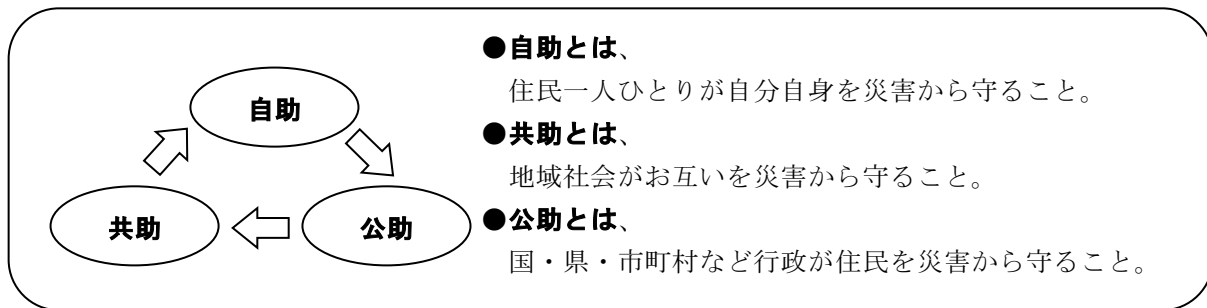 自助
共助
公助
●自助とは、
住民一人ひとりが自分自身を災害から守ること。
●共助とは、
地域社会がお互いを災害から守ること。
●公助とは、
国・県・市町村など行政が住民を災害から守ること。